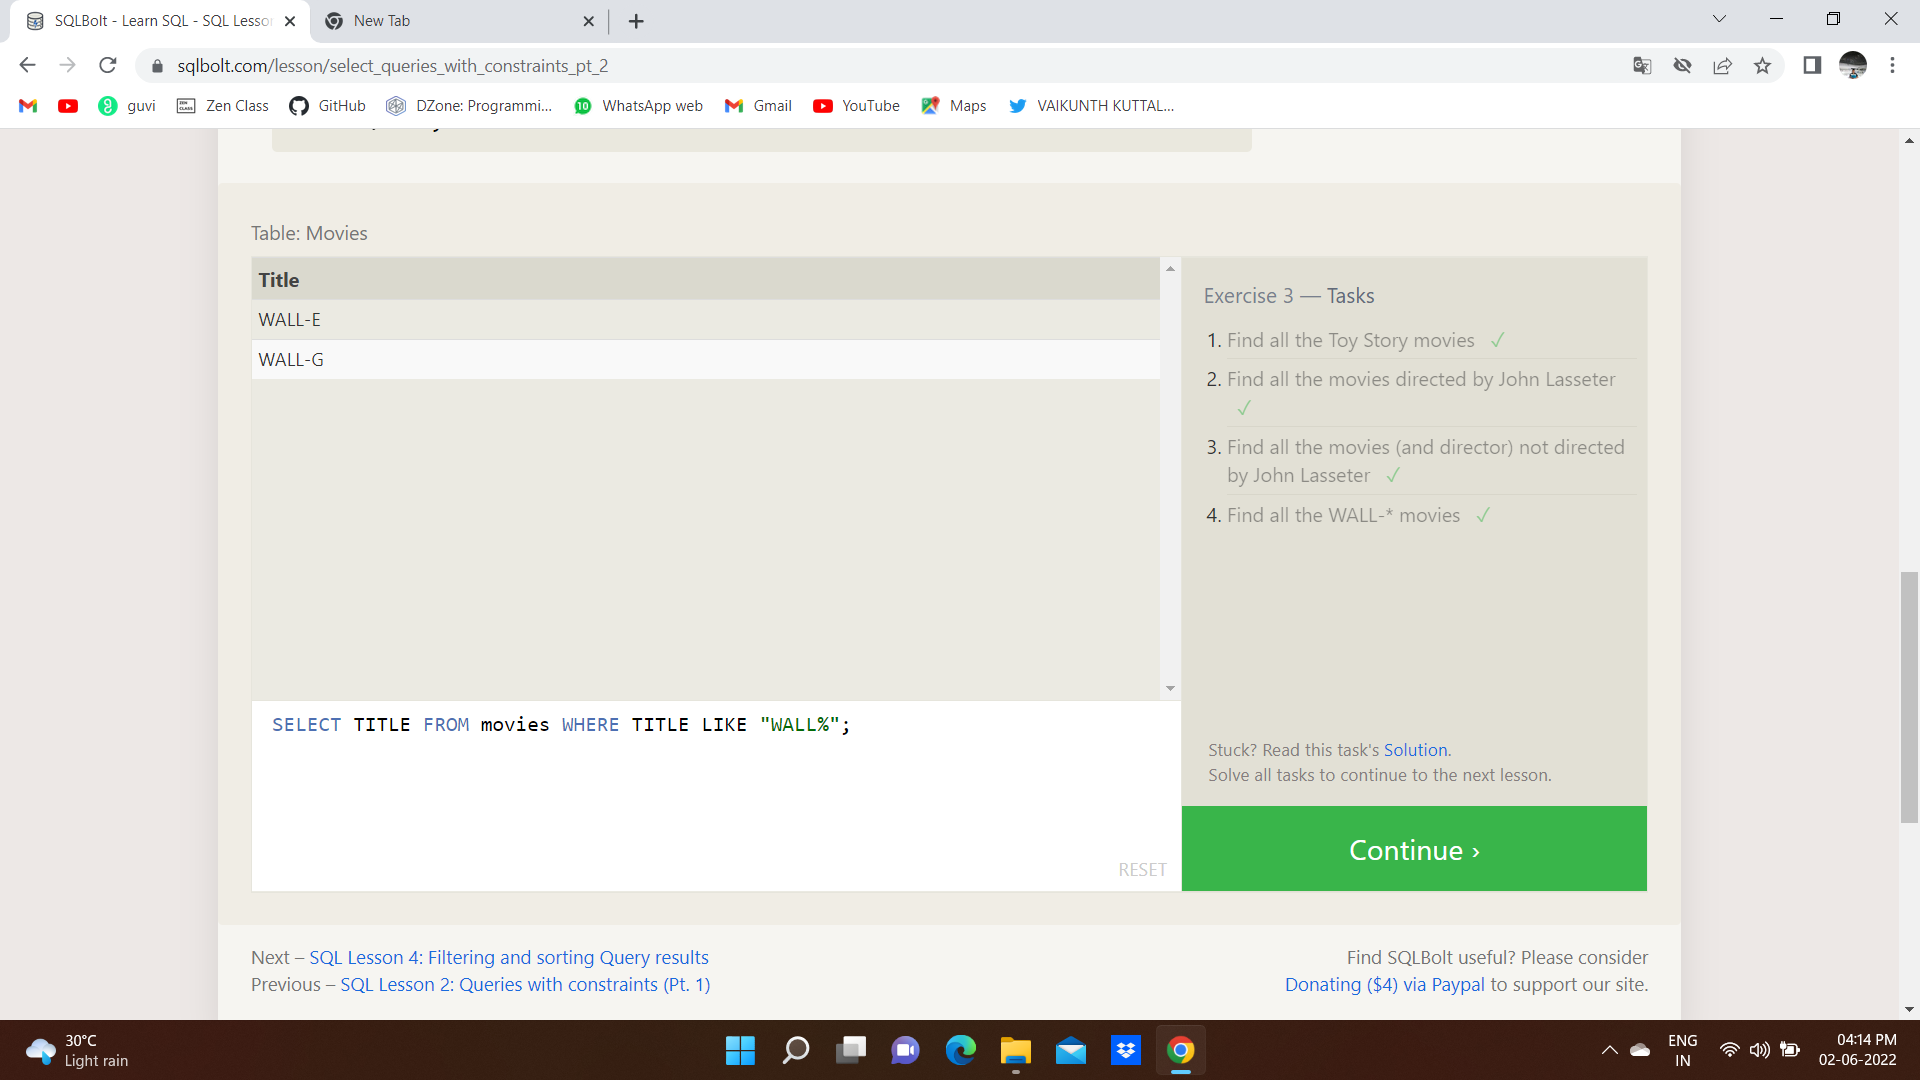 SQLBolt - Learn SQL - SQL Lesso
New Tab
sqlbolt.com/lesson/select_queries_with_constraints_pt_2
guvi
Zen Class
GitHub
DZone: Programmi...
WhatsApp web
Gmail
YouTube
Maps
VAIKUNTH KUTTAL...
Table: Movies
Title
WALL-E
WALL-G
SELECT TITLE FROM movies WHERE TITLE LIKE "WALL%";
RESET
Exercise 3 — Tasks
1. Find all the Toy Story movies ✓
2. Find all the movies directed by John Lasseter
✓
3. Find all the movies (and director) not directed
by John Lasseter ✓
4. Find all the WALL-* movies ✓
Stuck? Read this task's Solution.
Solve all tasks to continue to the next lesson.
Continue ›
Next – SQL Lesson 4: Filtering and sorting Query results
Previous – SQL Lesson 2: Queries with constraints (Pt. 1)
Find SQLBolt useful? Please consider
Donating ($4) via Paypal to support our site.
30°C
Light rain
ENG
IN
04:14 PM
02-06-2022